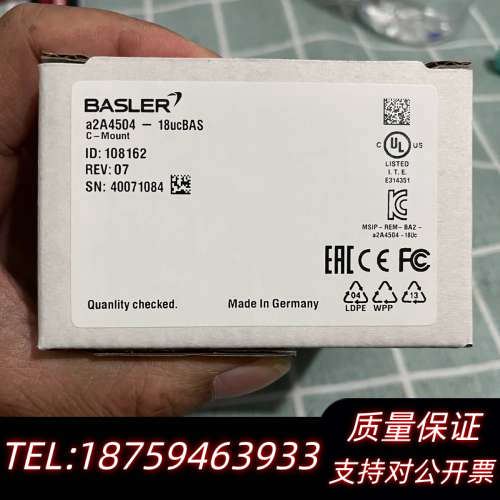 BASLER
a2A4504 – 18ucBAS
C–Mount
ID: 108162
REV: 07
SN: 40071084
C UL US
LISTED
I. T. E.
E314351
MSIP – REM – BA2 –
a2A4504 – 18Uc
EAC CE FC
04 LDPE
WPP
13
Quanlity checked.
Made In Germany
TEL:18759463933
质量保证
支持对公开票